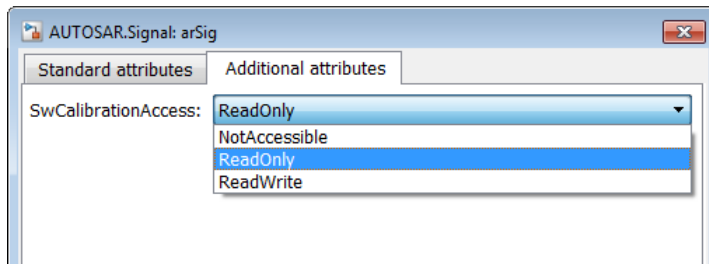 AUTOSAR.Signal: arSig
Standard attributes Additional attributes
SwCalibrationAccess: ReadOnly
NotAccessible
ReadOnly
ReadWrite